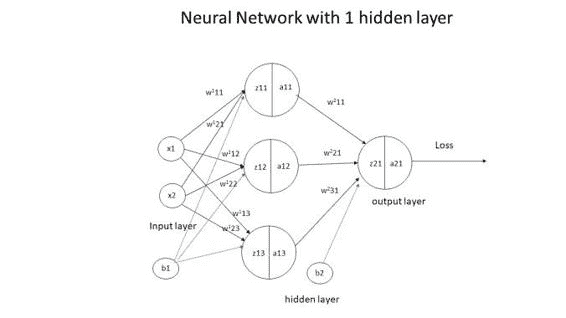 Neural Network with 1 hidden layer
w¹11
z11 a11
w²11
w¹21
x1
w¹12
z12 a12
w²21
z21 a21
Loss
x2
w¹22
w²31
output layer
Input layer
w¹13
w¹23
b1
z13 a13
b2
hidden layer